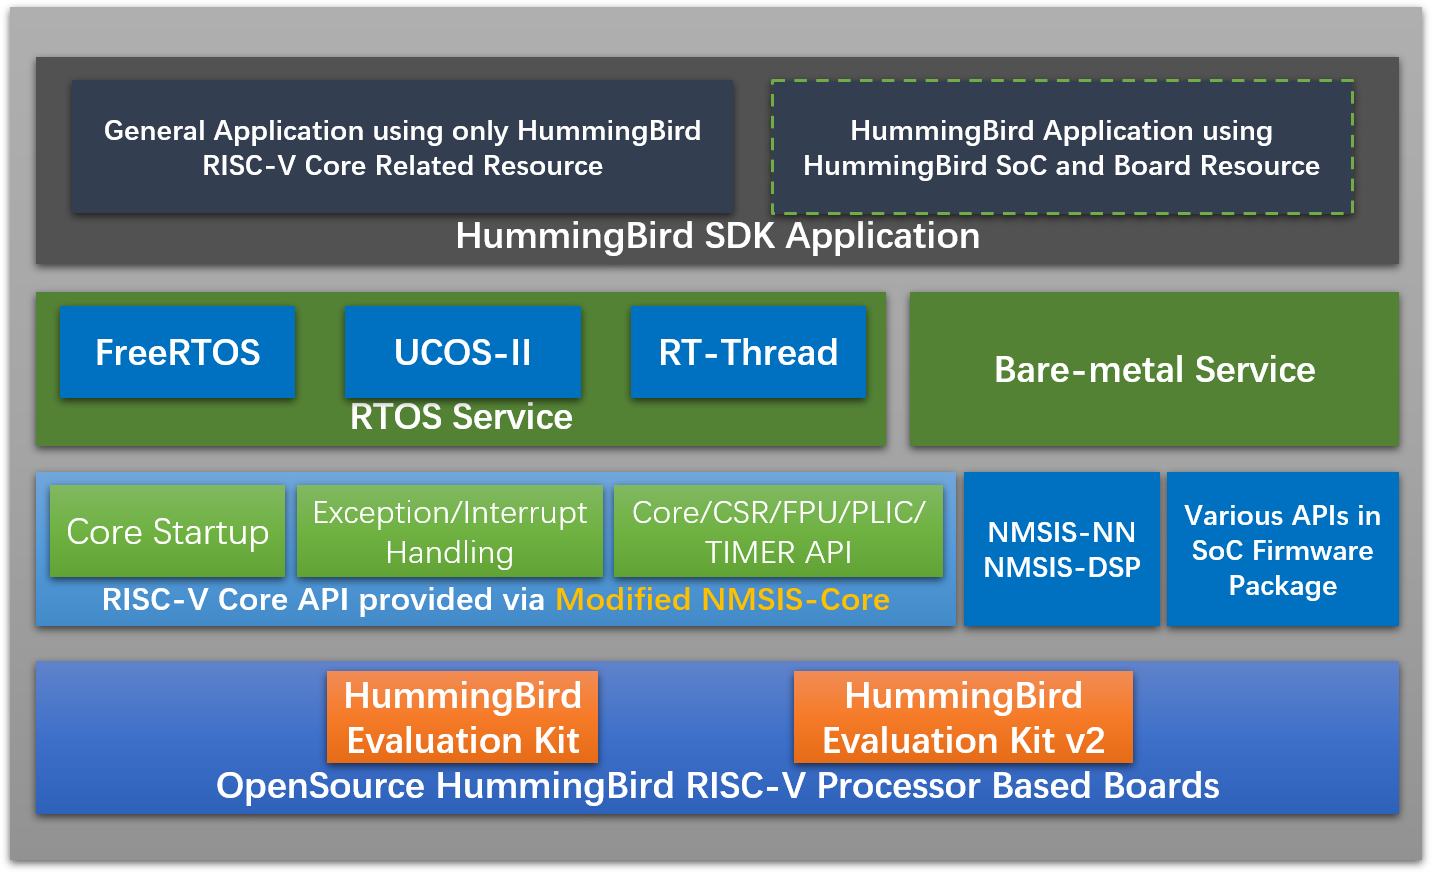 General Application using only HummingBird
RISC-V Core Related Resource
HummingBird Application using
HummingBird SoC and Board Resource
HummingBird SDK Application
FreeRTOS
UCOS-II
RT-Thread
RTOS Service
Bare-metal Service
Core Startup
Exception/Interrupt
Handling
Core/CSR/FPU/PLIC/
TIMER API
RISC-V Core API provided via Modified NMSIS-Core
NMSIS-NN
NMSIS-DSP
Various APIs in
SoC Firmware
Package
HummingBird
Evaluation Kit
HummingBird
Evaluation Kit v2
OpenSource HummingBird RISC-V Processor Based Boards